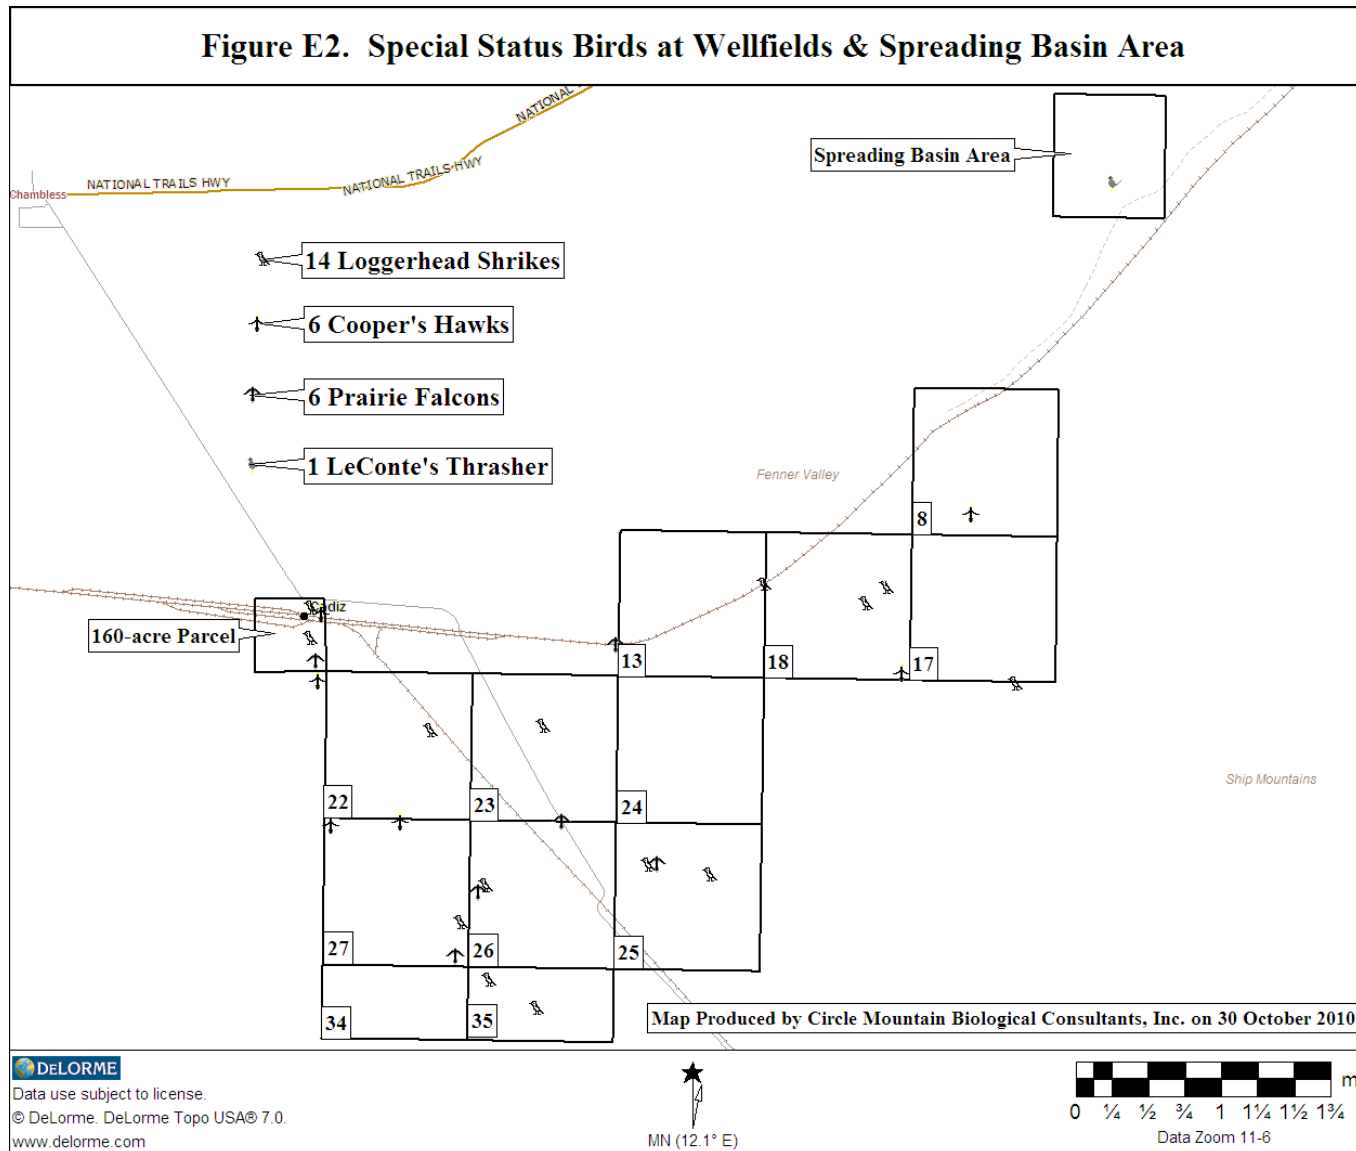 Figure E2.  Special Status Birds at Wellfields & Spreading Basin Area
NATIONAL
NATIONAL TRAILS HWY
NATIONAL TRAILS HWY
Chambless
Spreading Basin Area
14 Loggerhead Shrikes
6 Cooper's Hawks
6 Prairie Falcons
1 LeConte's Thrasher
Fenner Valley
8
Cadiz
160-acre Parcel
13
18
17
Ship Mountains
22
23
24
27
26
25
34
35
Map Produced by Circle Mountain Biological Consultants, Inc. on 30 October 2010
DELORME
Data use subject to license.
© DeLorme. DeLorme Topo USA® 7.0.
www.delorme.com
MN (12.1° E)
m
0 ¼ ½ ¾ 1 1¼ 1½ 1¾
Data Zoom 11-6